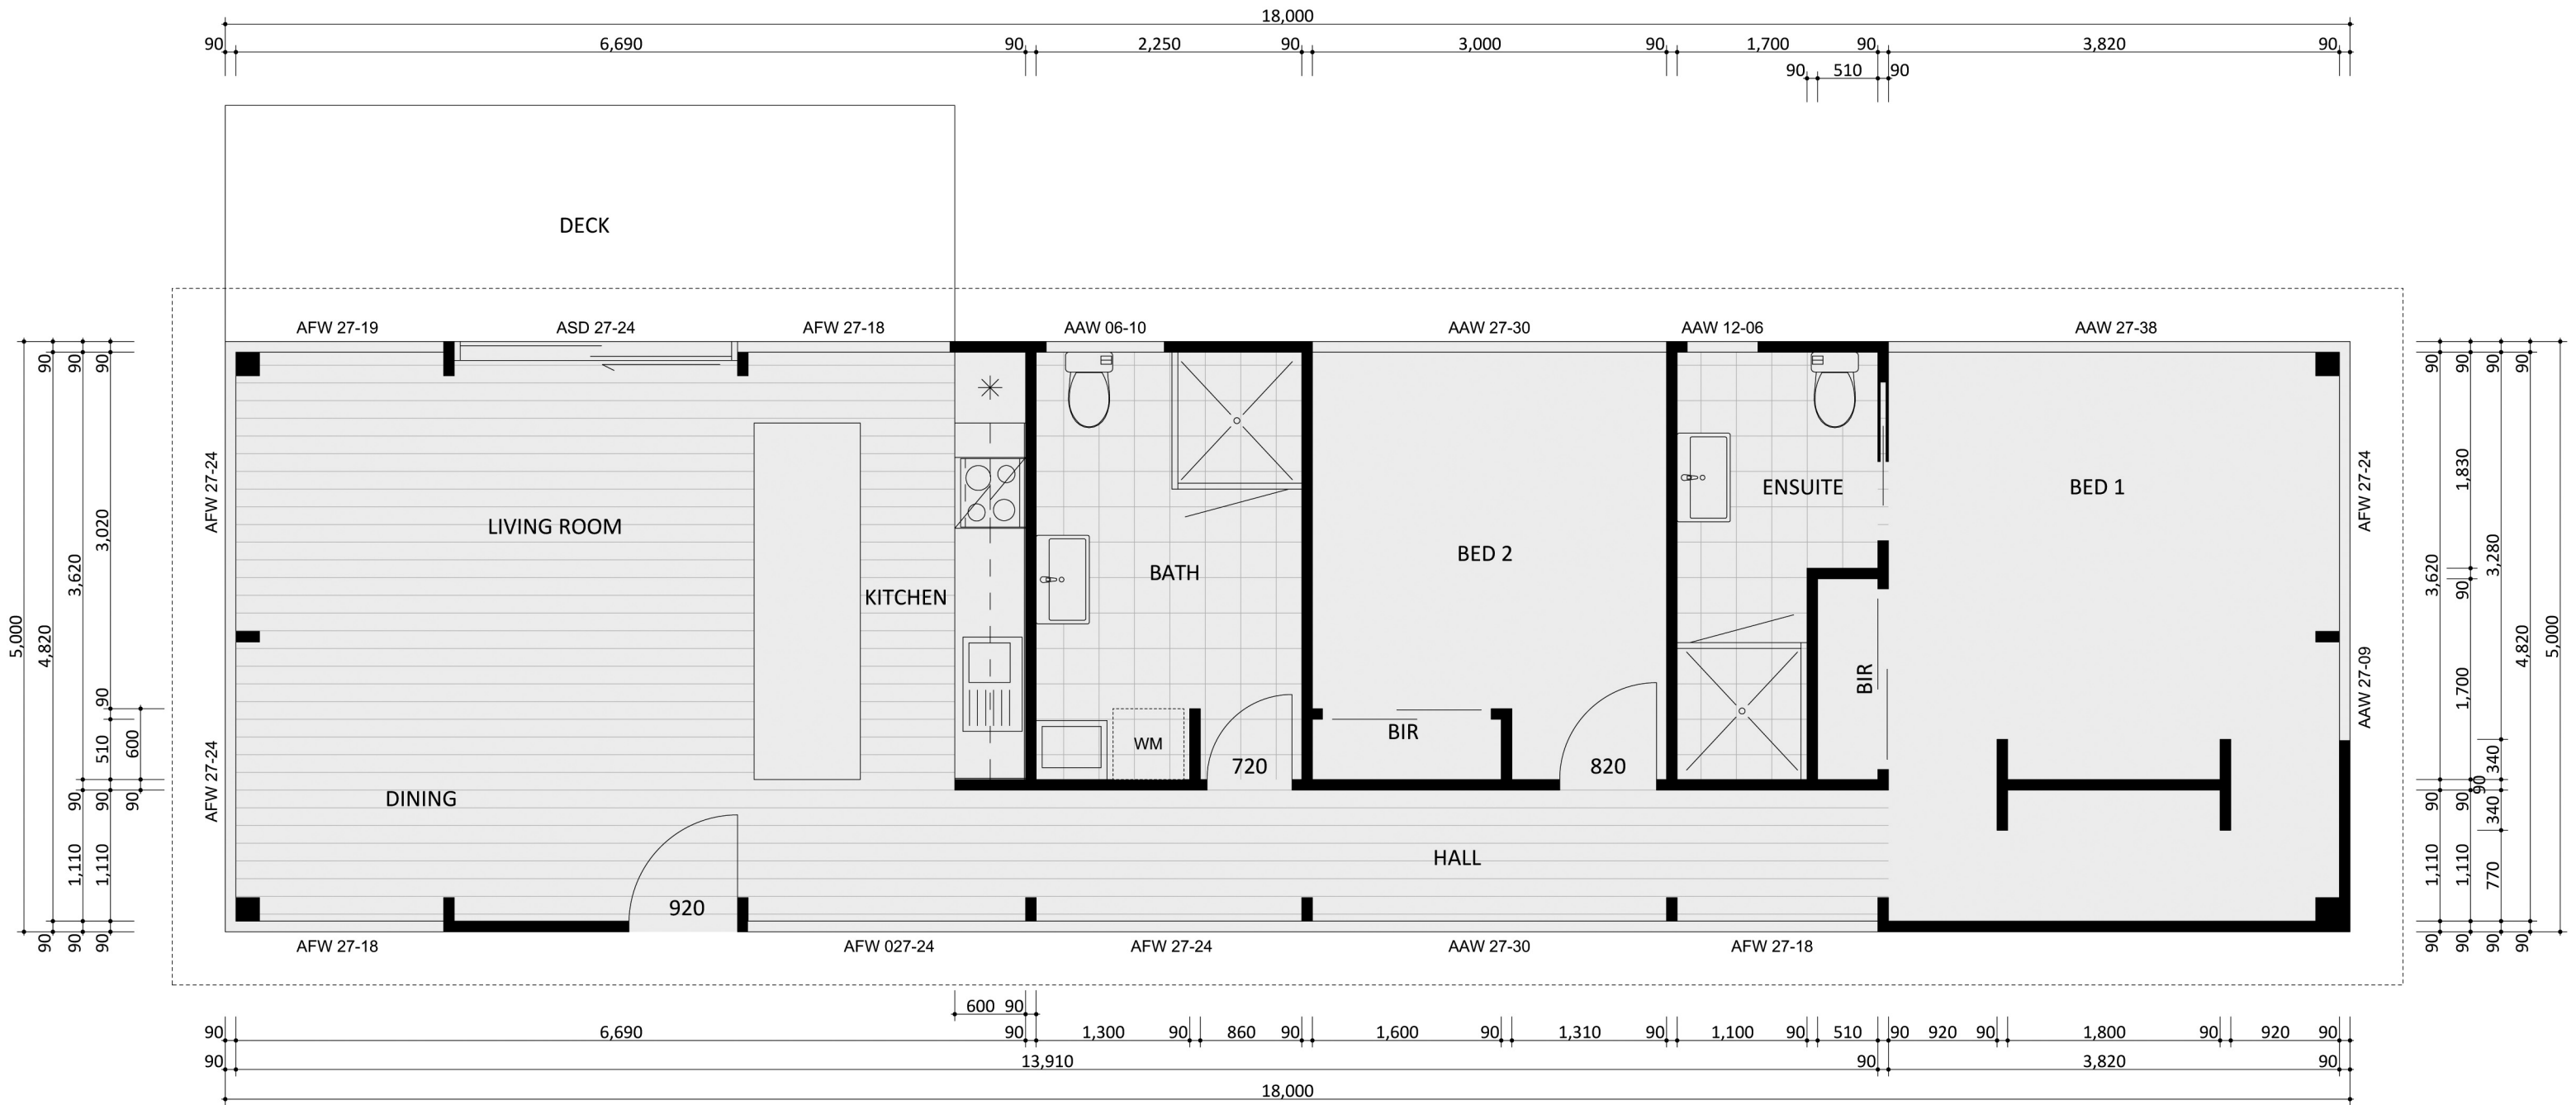 18,000
90 6,690 90 2,250 90 3,000 90 1,700 90 3,820 90
90 510 90
DECK
AFW 27-19 ASD 27-24 AFW 27-18 AAW 06-10 AAW 27-30 AAW 12-06 AAW 27-38
5,000
90 4,820 90
90 3,620 90 1,110 90
90 3,020 90 510 90 1,110 90
600 90
AFW 27-24
AFW 27-24
LIVING ROOM
DINING
KITCHEN
BATH
WM
720
BED 2
BIR
820
ENSUITE
BIR
BED 1
HALL
920
AFW 27-24
AAW 27-09
90 3,620 90 1,110 90
90 1,830 90 1,700 90 1,110 90
90 3,280 340 90 340 770 90
90 4,820 90
5,000
AFW 27-18 AFW 027-24 AFW 27-24 AAW 27-30 AFW 27-18
600 90
90 6,690 90 1,300 90 860 90 1,600 90 1,310 90 1,100 90 510 90 920 90 1,800 90 920 90
90 13,910 90 3,820 90
18,000